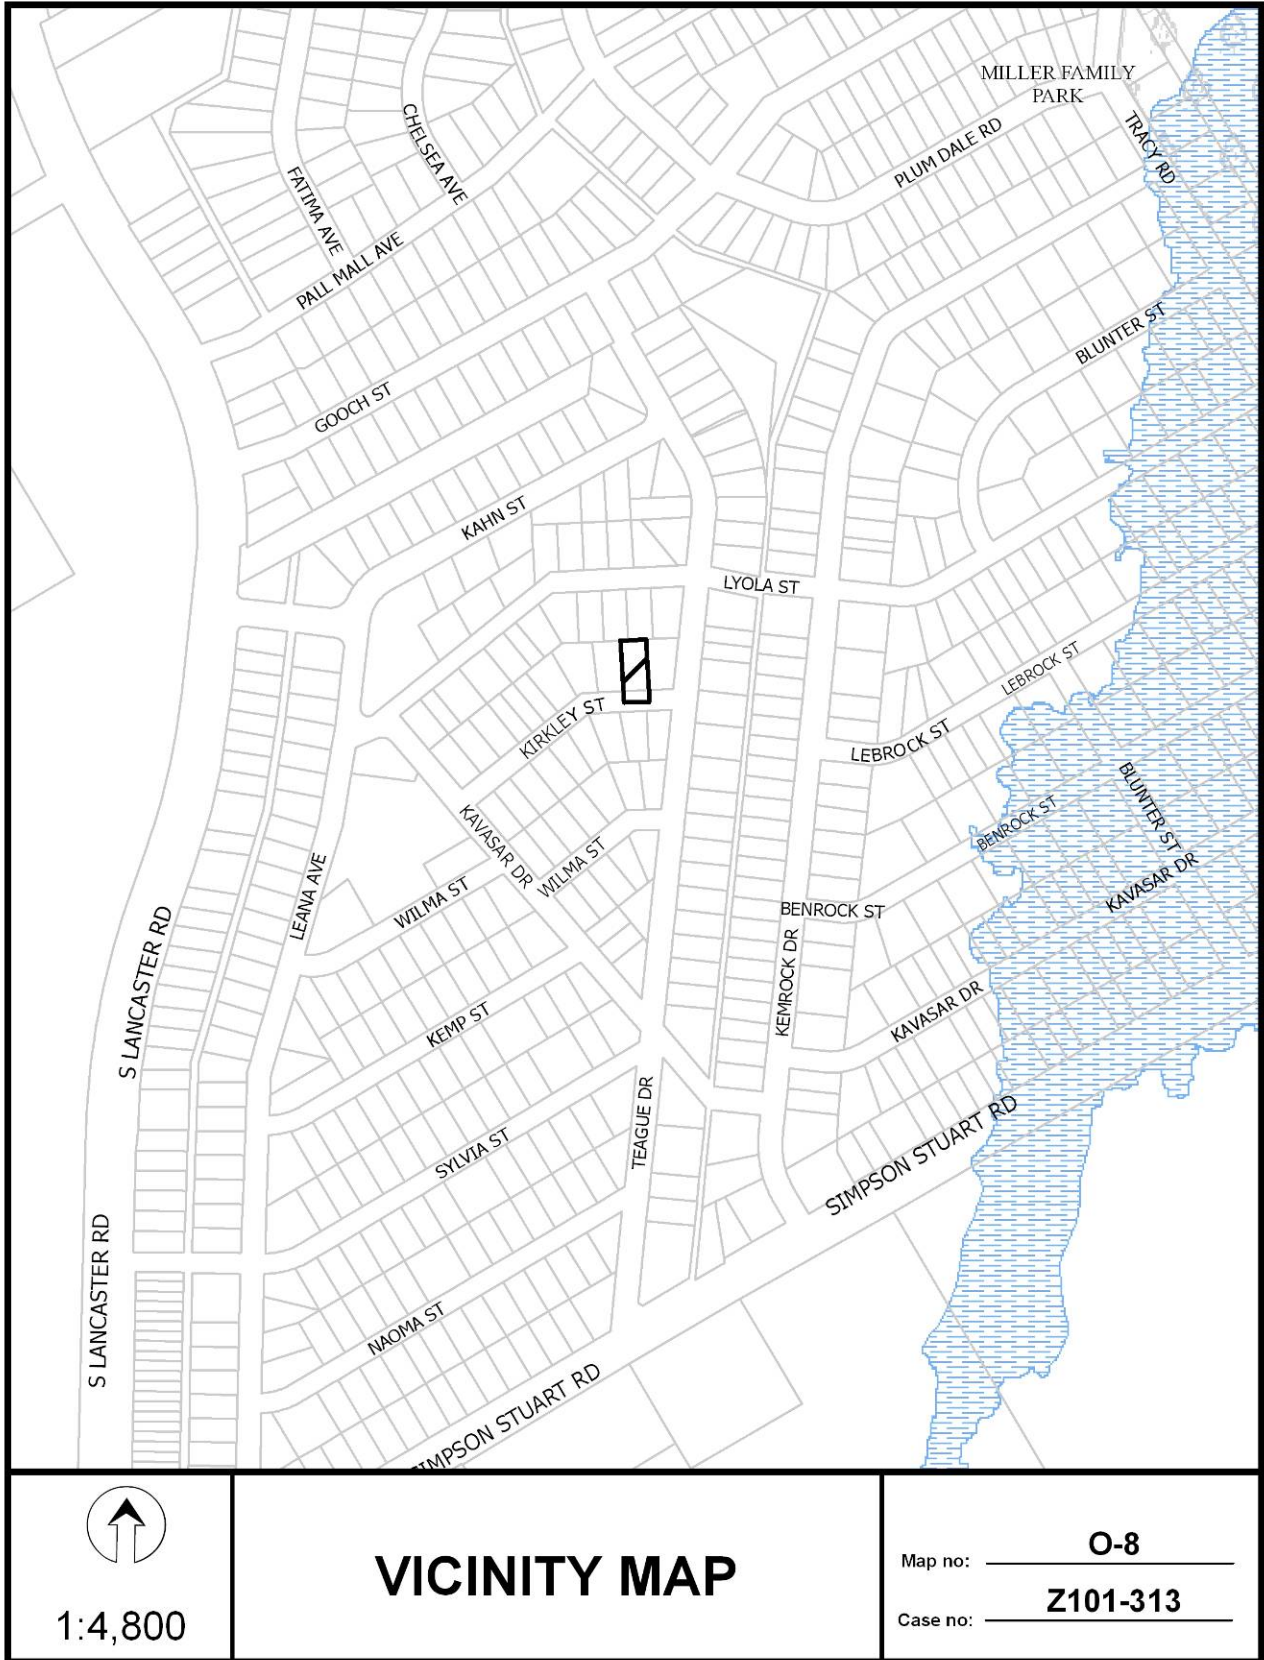 MILLER FAMILY
PARK
TRACY RD
PLUM DALE RD
CHELSEA AVE
FATIMA AVE
PALL MALL AVE
BLUNTER ST
GOOCH ST
KAHN ST
LYOLA ST
LEBROCK ST
KIRKLEY ST
LEBROCK ST
BLUNTER ST
BENROCK ST
KAVASAR DR
WILMA ST
KAVASAR DR
WILMA ST
LEANA AVE
BENROCK ST
S LANCASTER RD
KEMROCK DR
KAVASAR DR
KEMP ST
TEAGUE DR
SYLVIA ST
SIMPSON STUART RD
S LANCASTER RD
NAOMA ST
SIMPSON STUART RD
1:4,800
VICINITY MAP
Map no: O-8
Case no: Z101-313